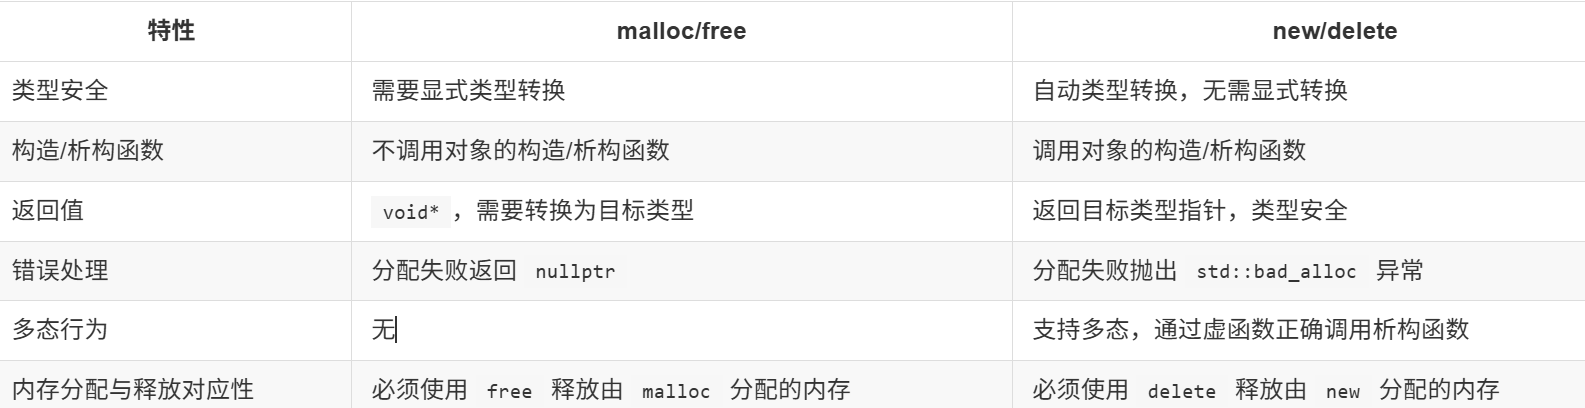 特性 malloc/free new/delete
类型安全 需要显式类型转换 自动类型转换，无需显式转换
构造/析构函数 不调用对象的构造/析构函数 调用对象的构造/析构函数
返回值 void* ，需要转换为目标类型 返回目标类型指针，类型安全
错误处理 分配失败返回 nullptr 分配失败抛出 std::bad_alloc 异常
多态行为 无 支持多态，通过虚函数正确调用析构函数
内存分配与释放对应性 必须使用 free 释放由 malloc 分配的内存 必须使用 delete 释放由 new 分配的内存